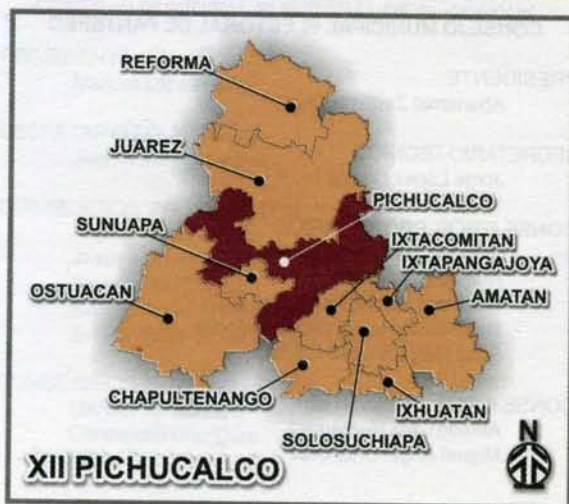 REFORMA
JUAREZ
PICHUCALCO
SUNUAPA
IXTACOMITAN
IXTAPANGAJOYA
OSTUACAN
AMATAN
CHAPULTENANGO
IXHUATAN
SOLOSUCHIAPA
N
XII PICHUCALCO